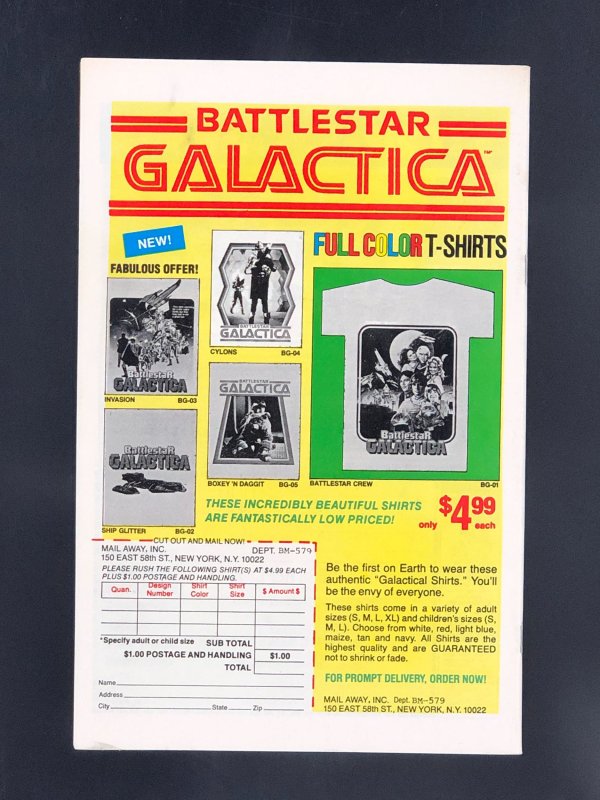 BATTLESTAR
GALACTICA™
NEW!
FULL COLOR T-SHIRTS
FABULOUS OFFER!
Battlestar
GALACTICA
INVASION BG-03
BATTLESTAR
GALACTICA
CYLONS BG-04
Battlestar
GALACTICA
SHIP GLITTER BG-02
BATTLESTAR
GALACTICA
BOXEY 'N DAGGIT BG-05
Battlestar
GALACTICA
BATTLESTAR CREW BG-01
THESE INCREDIBLY BEAUTIFUL SHIRTS
ARE FANTASTICALLY LOW PRICED!
only $4.99 each
CUT OUT AND MAIL NOW!
MAIL AWAY, INC. DEPT. BM-579
150 EAST 58th ST., NEW YORK, N.Y. 10022
PLEASE RUSH THE FOLLOWING SHIRT(S) AT $4.99 EACH
PLUS $1.00 POSTAGE AND HANDLING.
Quan. Design Number Shirt Color Shirt Size $ Amount $
*Specify adult or child size SUB TOTAL
$1.00 POSTAGE AND HANDLING $1.00
TOTAL
Name
Address
City State Zip
Be the first on Earth to wear these
authentic "Galactical Shirts." You'll
be the envy of everyone.
These shirts come in a variety of adult
sizes (S, M, L, XL) and children's sizes (S,
M, L). Choose from white, red, light blue,
maize, tan and navy. All Shirts are the
highest quality and are GUARANTEED
not to shrink or fade.
FOR PROMPT DELIVERY, ORDER NOW!
MAIL AWAY, INC. Dept. BM-579
150 EAST 58th ST., NEW YORK, N.Y. 10022